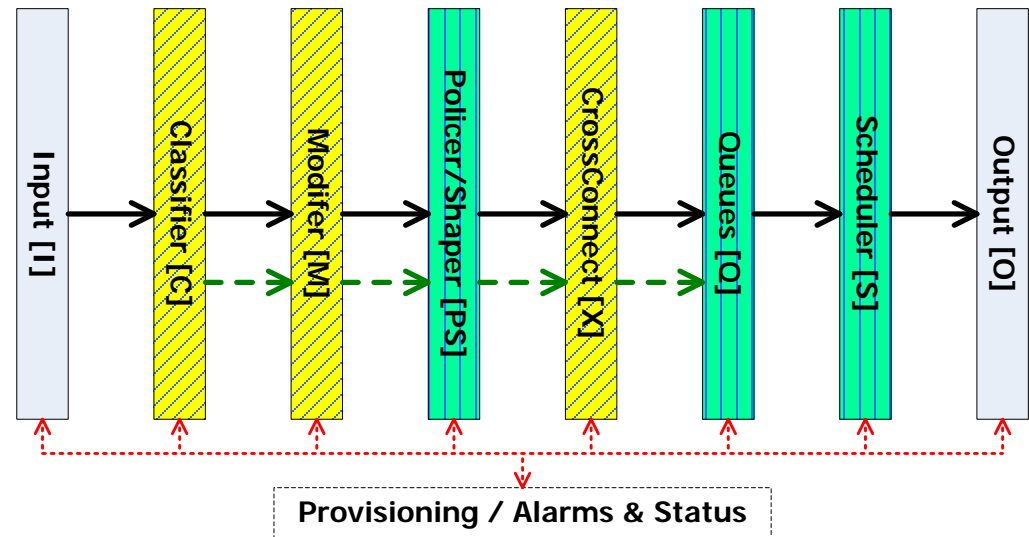 Input [I]
Classifier [C]
Modifer [M]
Policer/Shaper [PS]
CrossConnect [X]
Queues [Q]
Scheduler [S]
Output [O]
Provisioning / Alarms & Status